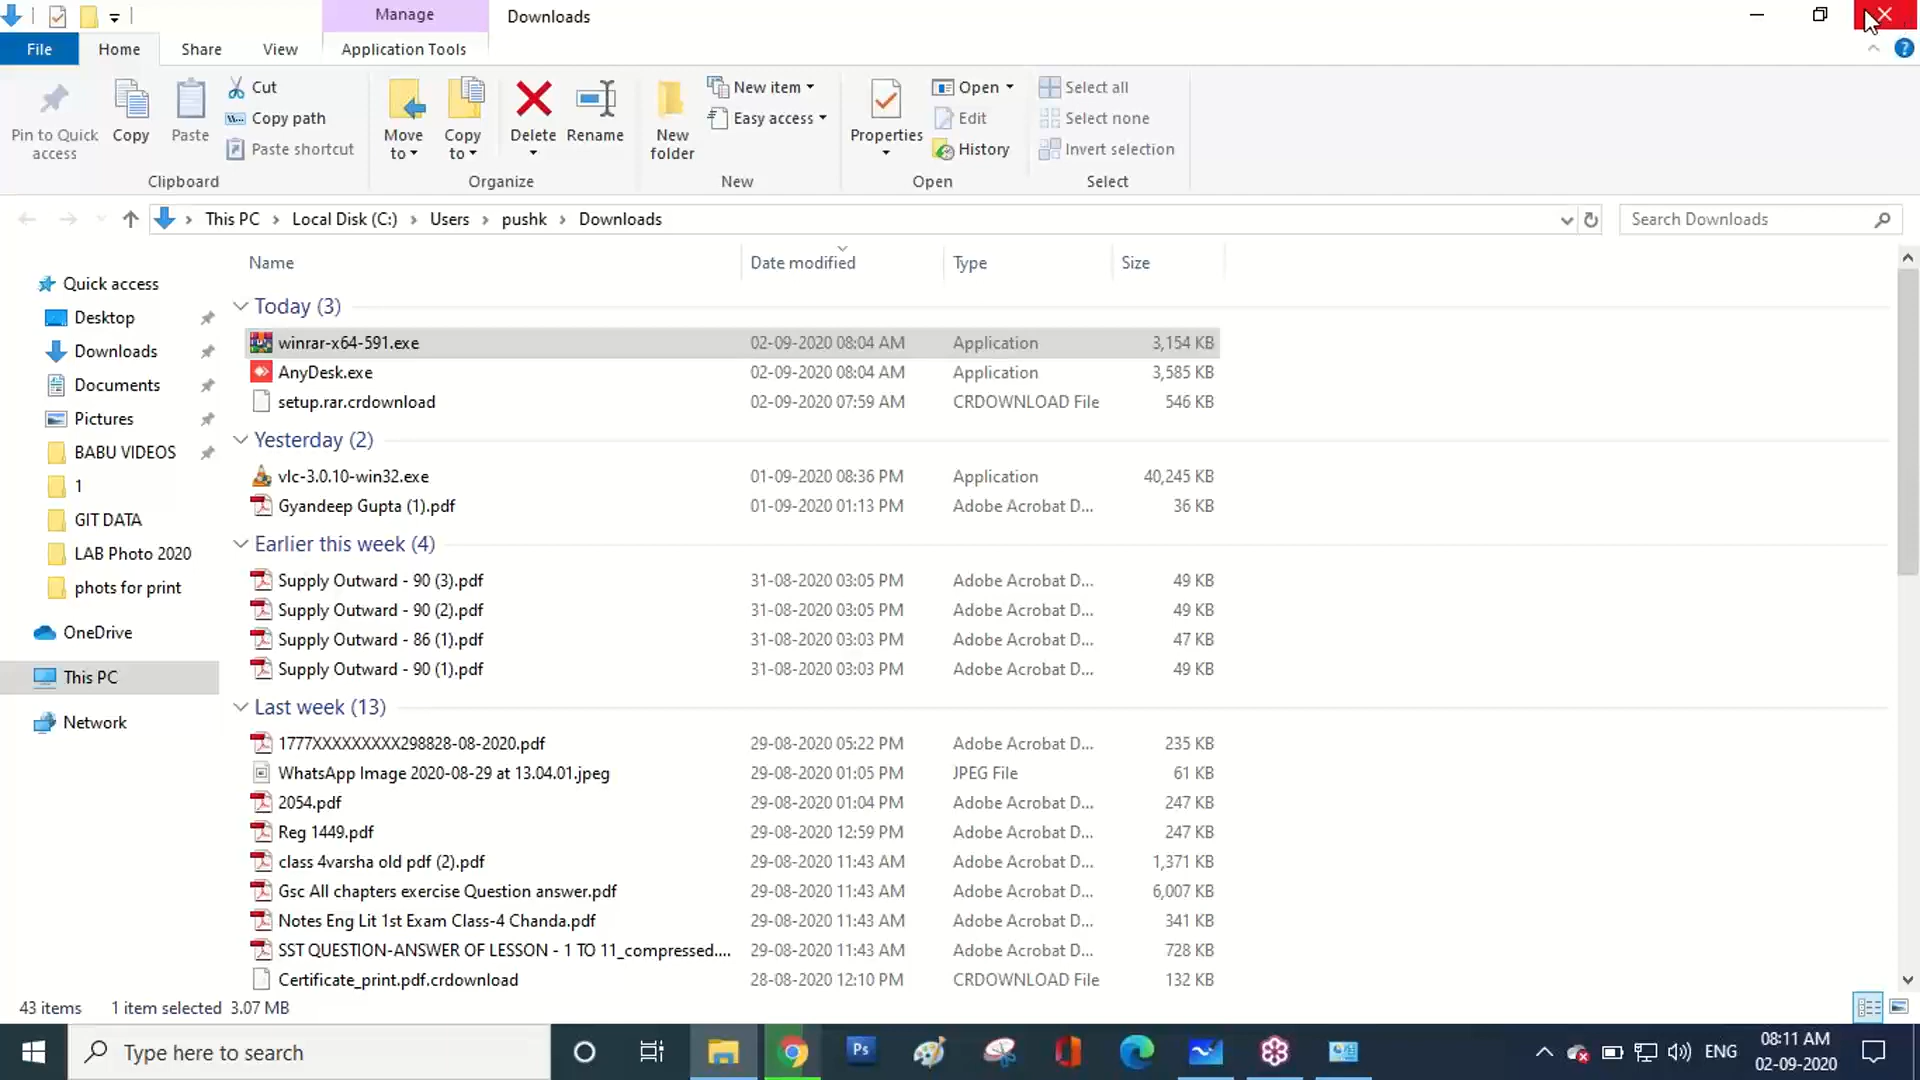 Manage
Downloads
File
Home
Share
View
Application Tools
Pin to Quick access
Copy
Paste
Cut
Copy path
Paste shortcut
Clipboard
Move to
Copy to
Delete
Rename
Organize
New folder
New item
Easy access
New
Properties
Open
Edit
History
Open
Select all
Select none
Invert selection
Select
This PC > Local Disk (C:) > Users > pushk > Downloads
Search Downloads
Name Date modified Type Size
Quick access
Desktop
Downloads
Documents
Pictures
BABU VIDEOS
1
GIT DATA
LAB Photo 2020
phots for print
OneDrive
This PC
Network
Today (3)
winrar-x64-591.exe 02-09-2020 08:04 AM Application 3,154 KB
AnyDesk.exe 02-09-2020 08:04 AM Application 3,585 KB
setup.rar.crdownload 02-09-2020 07:59 AM CRDOWNLOAD File 546 KB
Yesterday (2)
vlc-3.0.10-win32.exe 01-09-2020 08:36 PM Application 40,245 KB
Gyandeep Gupta (1).pdf 01-09-2020 01:13 PM Adobe Acrobat D... 36 KB
Earlier this week (4)
Supply Outward - 90 (3).pdf 31-08-2020 03:05 PM Adobe Acrobat D... 49 KB
Supply Outward - 90 (2).pdf 31-08-2020 03:05 PM Adobe Acrobat D... 49 KB
Supply Outward - 86 (1).pdf 31-08-2020 03:03 PM Adobe Acrobat D... 47 KB
Supply Outward - 90 (1).pdf 31-08-2020 03:03 PM Adobe Acrobat D... 49 KB
Last week (13)
1777XXXXXXXXX298828-08-2020.pdf 29-08-2020 05:22 PM Adobe Acrobat D... 235 KB
WhatsApp Image 2020-08-29 at 13.04.01.jpeg 29-08-2020 01:05 PM JPEG File 61 KB
2054.pdf 29-08-2020 01:04 PM Adobe Acrobat D... 247 KB
Reg 1449.pdf 29-08-2020 12:59 PM Adobe Acrobat D... 247 KB
class 4varsha old pdf (2).pdf 29-08-2020 11:43 AM Adobe Acrobat D... 1,371 KB
Gsc All chapters exercise Question answer.pdf 29-08-2020 11:43 AM Adobe Acrobat D... 6,007 KB
Notes Eng Lit 1st Exam Class-4 Chanda.pdf 29-08-2020 11:43 AM Adobe Acrobat D... 341 KB
SST QUESTION-ANSWER OF LESSON - 1 TO 11_compressed.... 29-08-2020 11:43 AM Adobe Acrobat D... 728 KB
Certificate_print.pdf.crdownload 28-08-2020 12:10 PM CRDOWNLOAD File 132 KB
43 items 1 item selected 3.07 MB
Type here to search
Ps
ENG
08:11 AM
02-09-2020